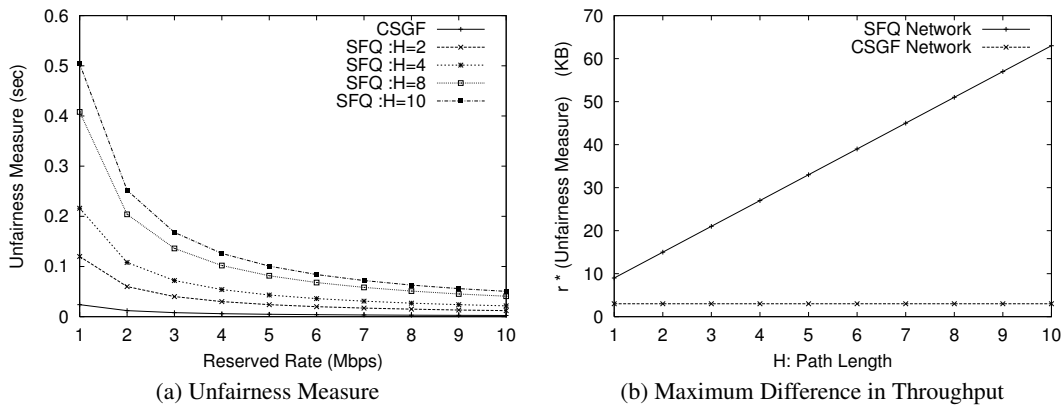 0.6
0.5
0.4
0.3
0.2
0.1
0
Unfairness Measure (sec)
CSGF
SFQ :H=2
SFQ :H=4
SFQ :H=8
SFQ :H=10
1 2 3 4 5 6 7 8 9 10
Reserved Rate (Mbps)
(a) Unfairness Measure
70
60
50
40
30
20
10
0
r * (Unfairness Measure) (KB)
SFQ Network
CSGF Network
1 2 3 4 5 6 7 8 9 10
H: Path Length
(b) Maximum Difference in Throughput